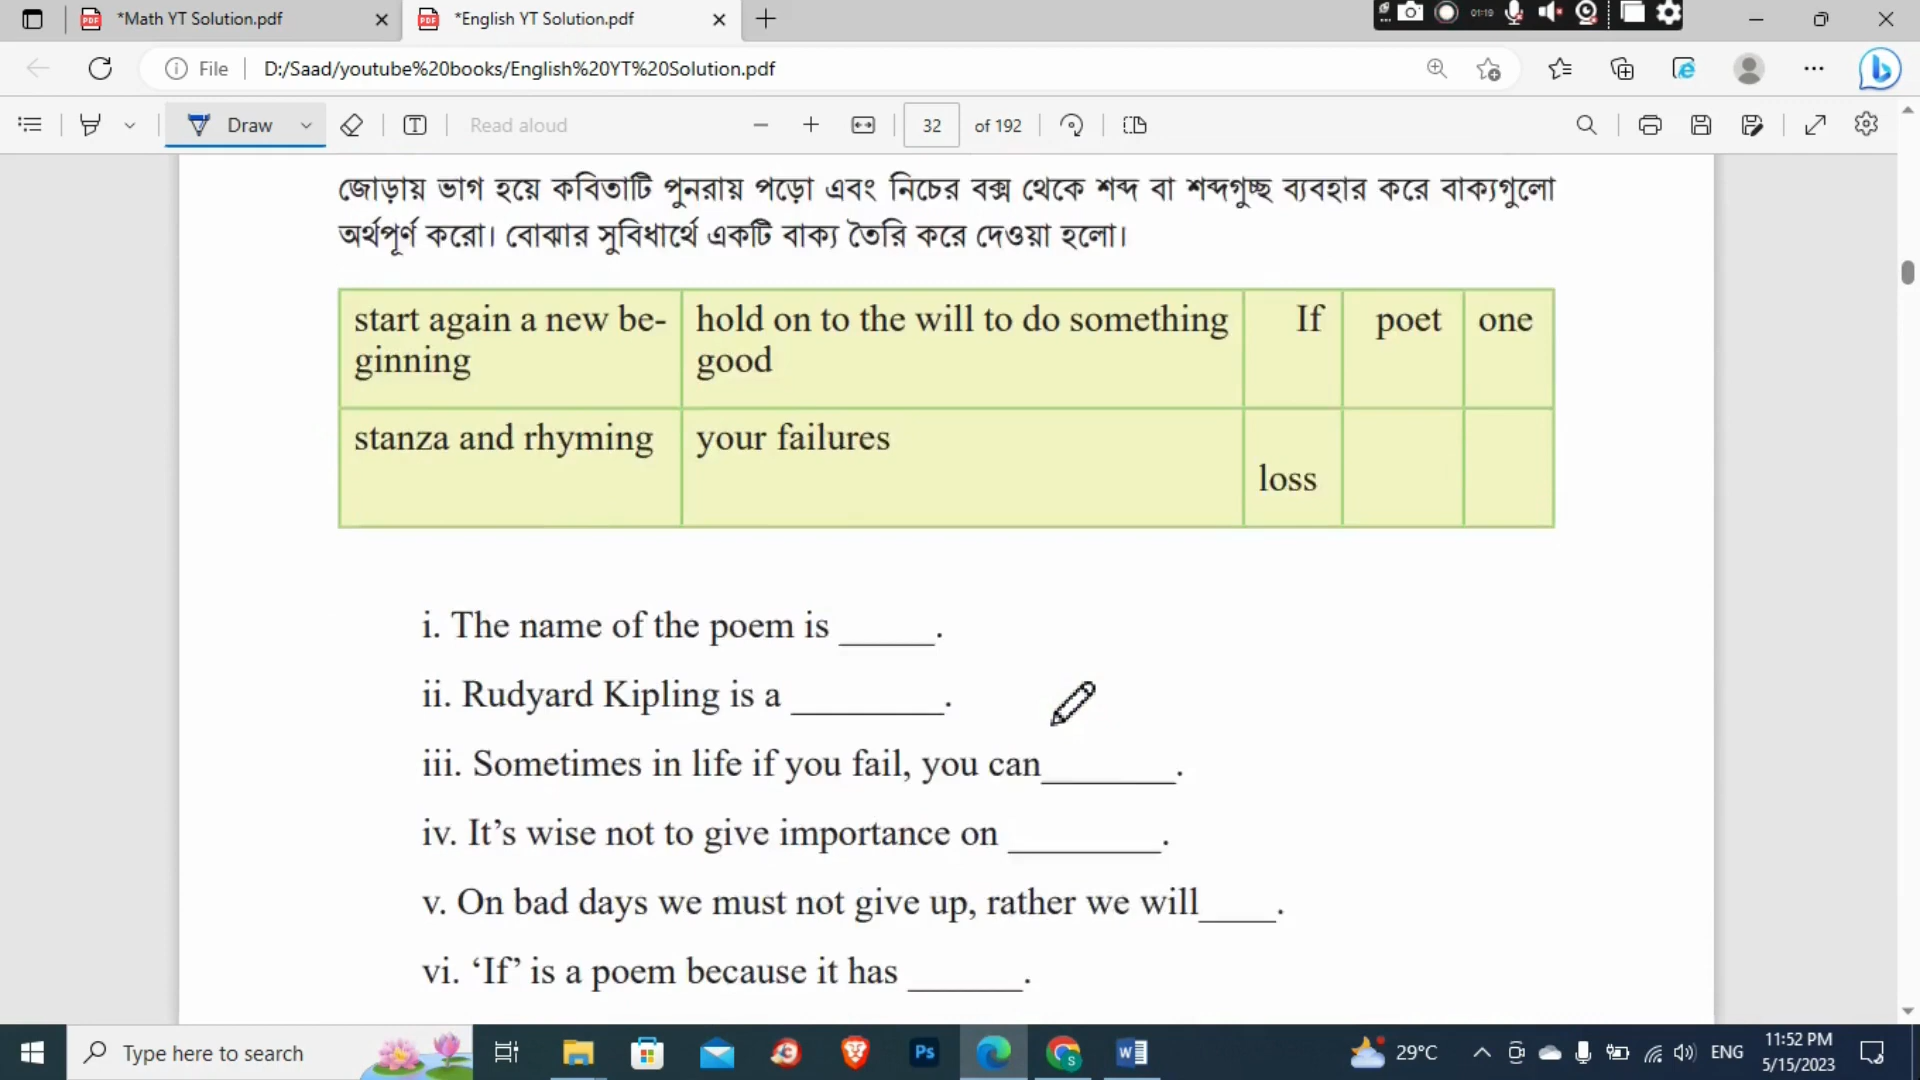 *Math YT Solution.pdf
*English YT Solution.pdf
01:19
File
D:/Saad/youtube%20books/English%20YT%20Solution.pdf
Draw
Read aloud
32 of 192
জোড়ায় ভাগ হয়ে কবিতাটি পুনরায় পড়ো এবং নিচের বক্স থেকে শব্দ বা শব্দগুচ্ছ ব্যবহার করে বাক্যগুলো
অর্থপূর্ণ করো। বোঝার সুবিধার্থে একটি বাক্য তৈরি করে দেওয়া হলো।
start again a new be-
ginning
hold on to the will to do something
good
If
poet
one
stanza and rhyming
your failures
loss
i. The name of the poem is _____.
ii. Rudyard Kipling is a ________.
iii. Sometimes in life if you fail, you can_______.
iv. It’s wise not to give importance on ________.
v. On bad days we must not give up, rather we will____.
vi. ‘If’ is a poem because it has ______.
Type here to search
Ps
W
S
29°C
ENG
11:52 PM
5/15/2023